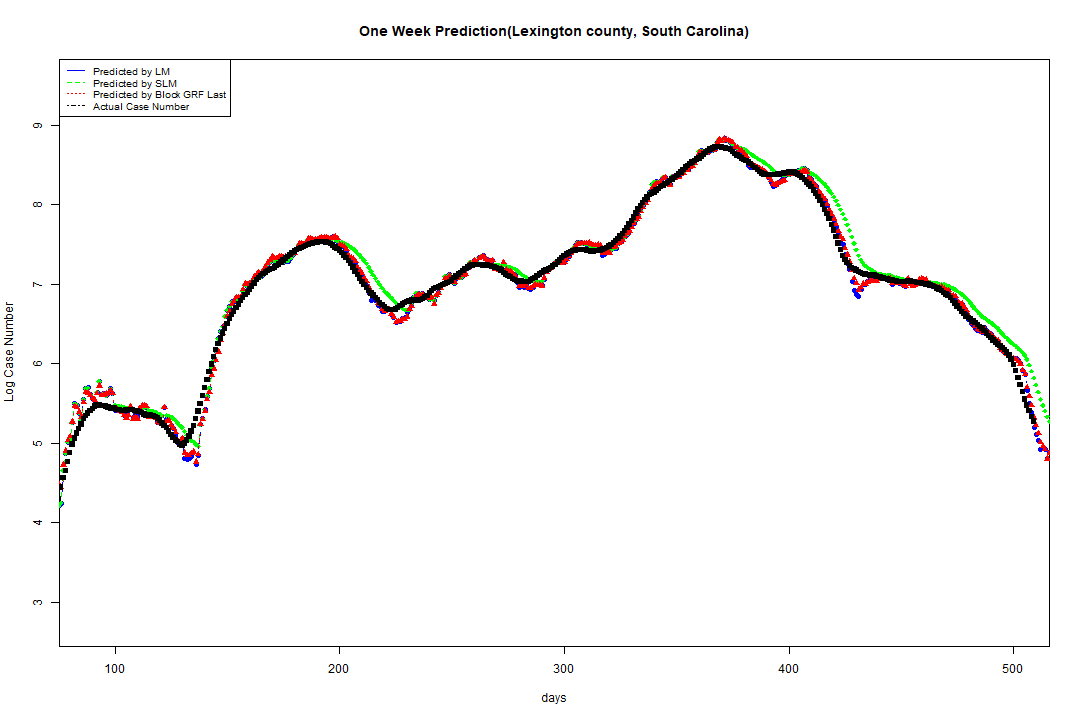 One Week Prediction(Lexington county, South Carolina)
Predicted by LM
Predicted by SLM
Predicted by Block GRF Last
Actual Case Number
9
8
7
6
5
4
3
Log Case Number
100 200 300 400 500
days